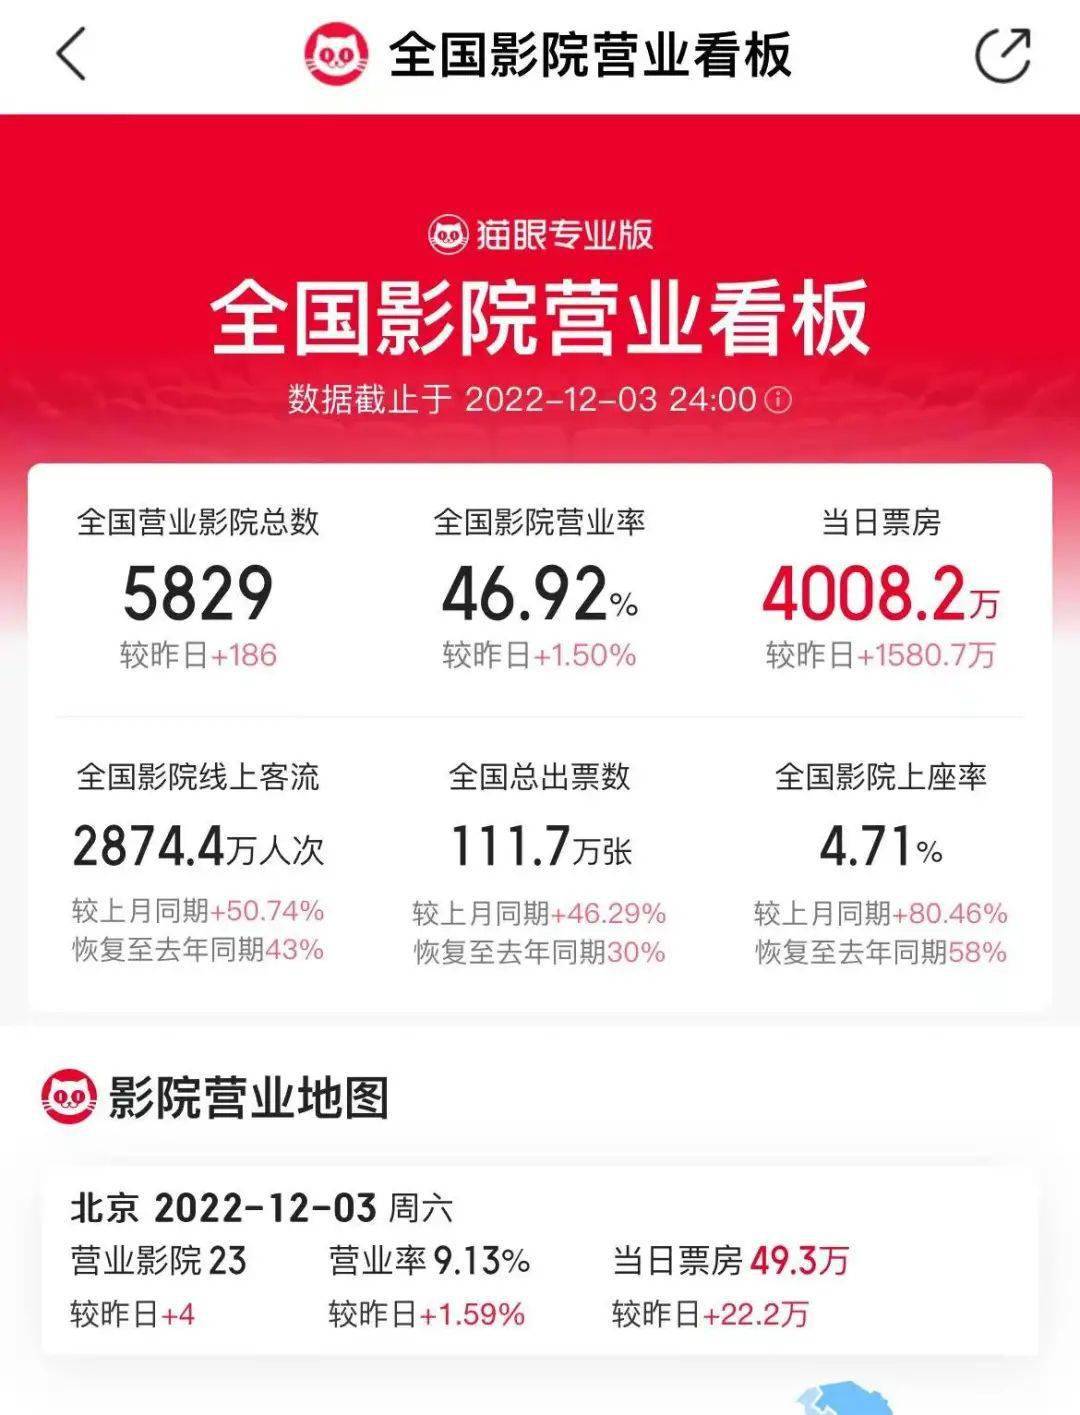 全国影院营业看板
猫眼专业版
全国影院营业看板
数据截止于 2022-12-03 24:00
全国营业影院总数 全国影院营业率 当日票房
5829 46.92% 4008.2万
较昨日+186 较昨日+1.50% 较昨日+1580.7万
全国影院线上客流 全国总出票数 全国影院上座率
2874.4万人次 111.7万张 4.71%
较上月同期+50.74% 较上月同期+46.29% 较上月同期+80.46%
恢复至去年同期43% 恢复至去年同期30% 恢复至去年同期58%
影院营业地图
北京 2022-12-03 周六
营业影院 23 营业率 9.13% 当日票房 49.3万
较昨日+4 较昨日+1.59% 较昨日+22.2万